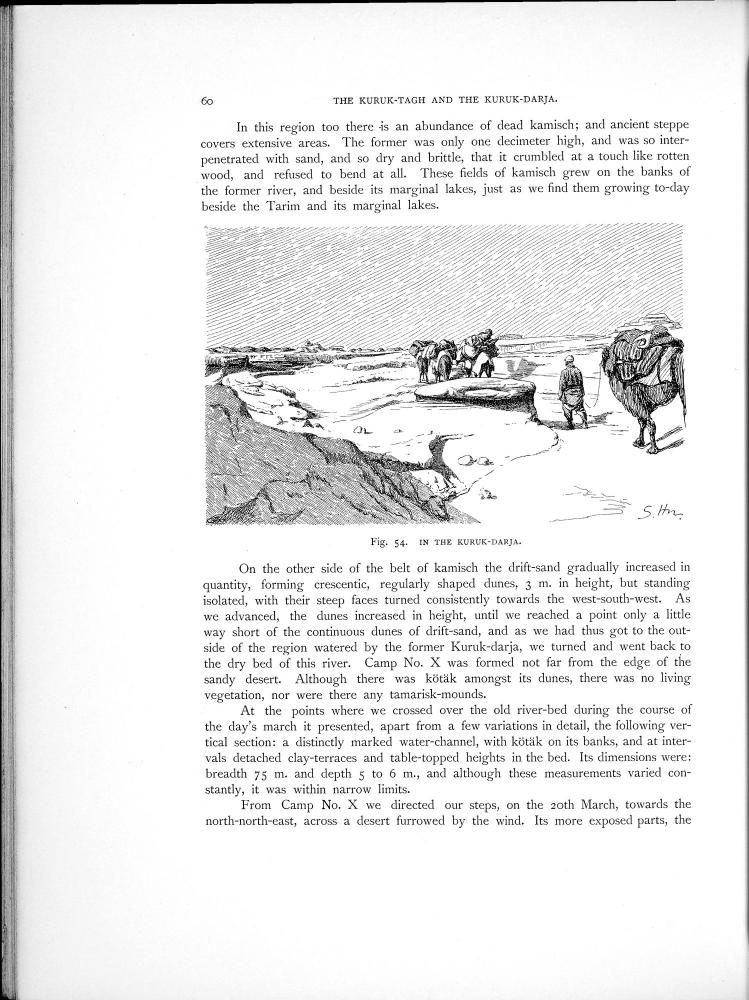 60
THE KURUK-TAGH AND THE KURUK-DARJA.
In this region too there is an abundance of dead kamisch; and ancient steppe
covers extensive areas. The former was only one decimeter high, and was so inter-
penetrated with sand, and so dry and brittle, that it crumbled at a touch like rotten
wood, and refused to bend at all. These fields of kamisch grew on the banks of
the former river, and beside its marginal lakes, just as we find them growing to-day
beside the Tarim and its marginal lakes.
S. Hn.
Fig. 54. IN THE KURUK-DARJA.
On the other side of the belt of kamisch the drift-sand gradually increased in
quantity, forming crescentic, regularly shaped dunes, 3 m. in height, but standing
isolated, with their steep faces turned consistently towards the west-south-west. As
we advanced, the dunes increased in height, until we reached a point only a little
way short of the continuous dunes of drift-sand, and as we had thus got to the out-
side of the region watered by the former Kuruk-darja, we turned and went back to
the dry bed of this river. Camp No. X was formed not far from the edge of the
sandy desert. Although there was kötäk amongst its dunes, there was no living
vegetation, nor were there any tamarisk-mounds.
At the points where we crossed over the old river-bed during the course of
the day's march it presented, apart from a few variations in detail, the following ver-
tical section: a distinctly marked water-channel, with kötäk on its banks, and at inter-
vals detached clay-terraces and table-topped heights in the bed. Its dimensions were:
breadth 75 m. and depth 5 to 6 m., and although these measurements varied con-
stantly, it was within narrow limits.
From Camp No. X we directed our steps, on the 20th March, towards the
north-north-east, across a desert furrowed by the wind. Its more exposed parts, the